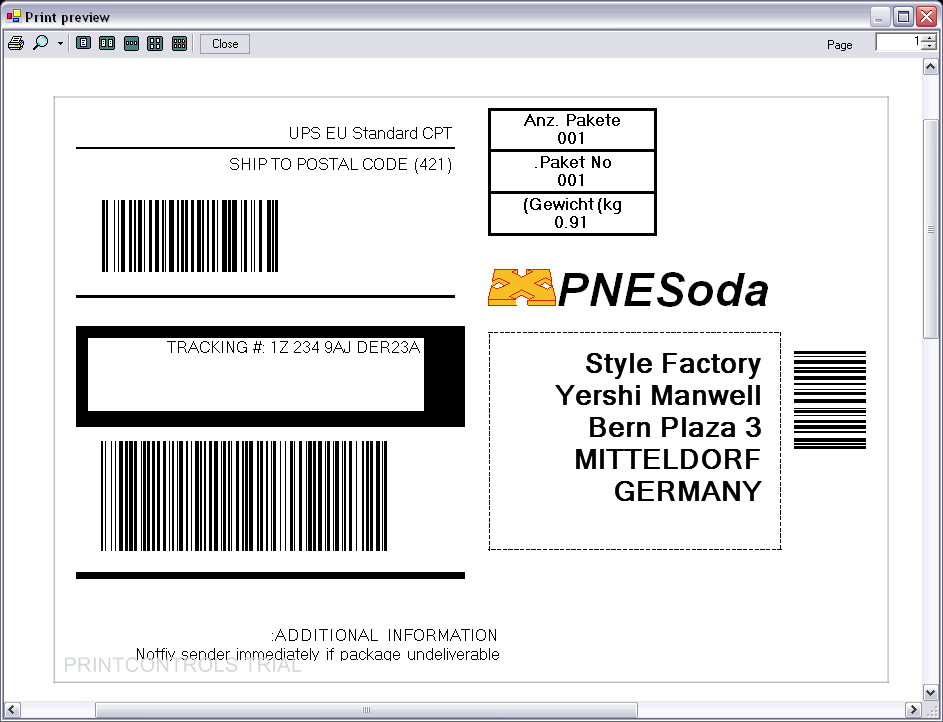 Print preview
Close
Page
1
UPS EU Standard CPT
SHIP TO POSTAL CODE (421)
Anz. Pakete
001
.Paket No
001
(Gewicht (kg
0.91
PNESoda
TRACKING #: 1Z 234 9AJ DER23A
Style Factory
Yershi Manwell
Bern Plaza 3
MITTELDORF
GERMANY
:ADDITIONAL INFORMATION
Notfiy sender immediately if package undeliverable
PRINTCONTROLS TRIAL